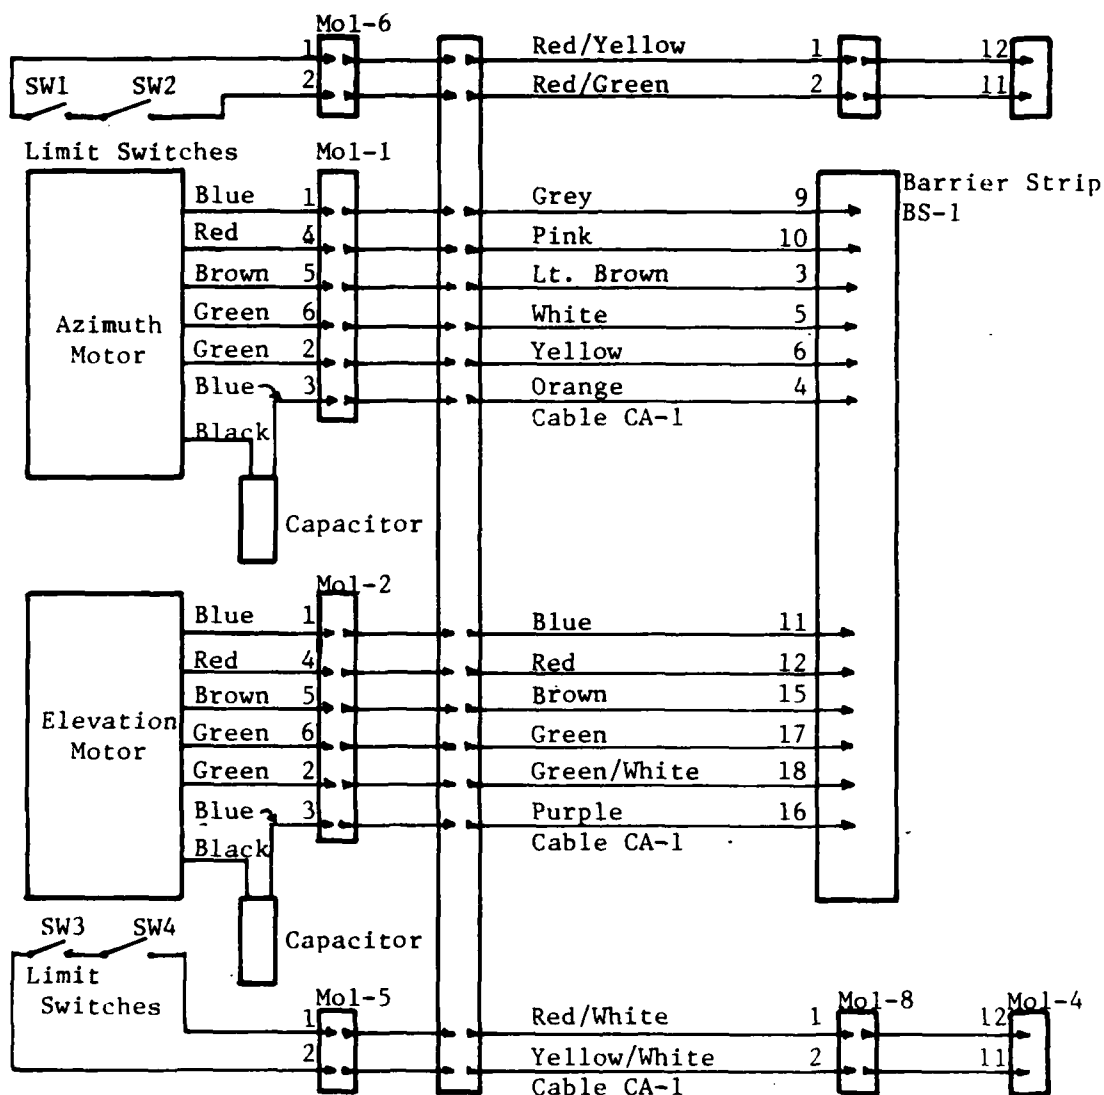 Mol-6
1 Red/Yellow 1 12
SW1 SW2 2 Red/Green 2 11
Limit Switches Mol-1
Barrier Strip
BS-1
Blue 1 Grey 9
Red 4 Pink 10
Brown 5 Lt. Brown 3
Azimuth
Motor
Green 6 White 5
Green 2 Yellow 6
Blue 3 Orange 4
Cable CA-1
Black
Capacitor
Mol-2
Blue 1 Blue 11
Red 4 Red 12
Brown 5 Brown 15
Elevation
Motor
Green 6 Green 17
Green 2 Green/White 18
Blue 3 Purple 16
Cable CA-1
Black
SW3 SW4
Capacitor
Limit
Switches
Mol-5 Mol-8 Mol-4
1 Red/White 1 12
2 Yellow/White 2 11
Cable CA-1